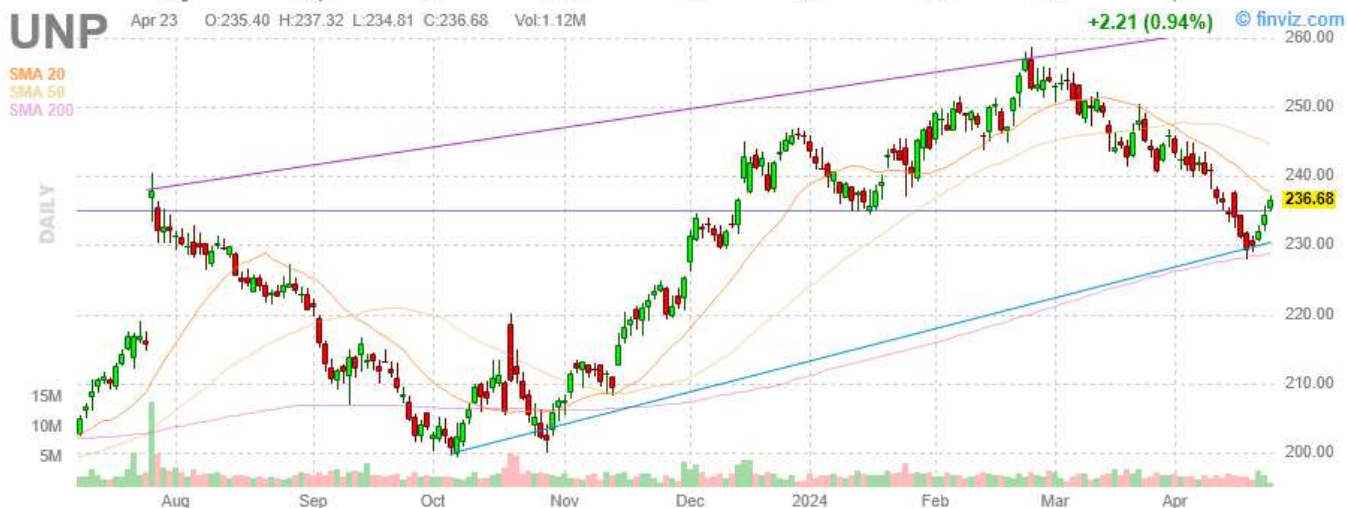 UNP
Apr 23 O:235.40 H:237.32 L:234.81 C:236.68 Vol:1.12M
+2.21 (0.94%)
© finviz.com
SMA 20
SMA 50
SMA 200
DAILY
260.00
250.00
240.00
236.68
230.00
220.00
210.00
200.00
15M
10M
5M
Aug Sep Oct Nov Dec 2024 Feb Mar Apr